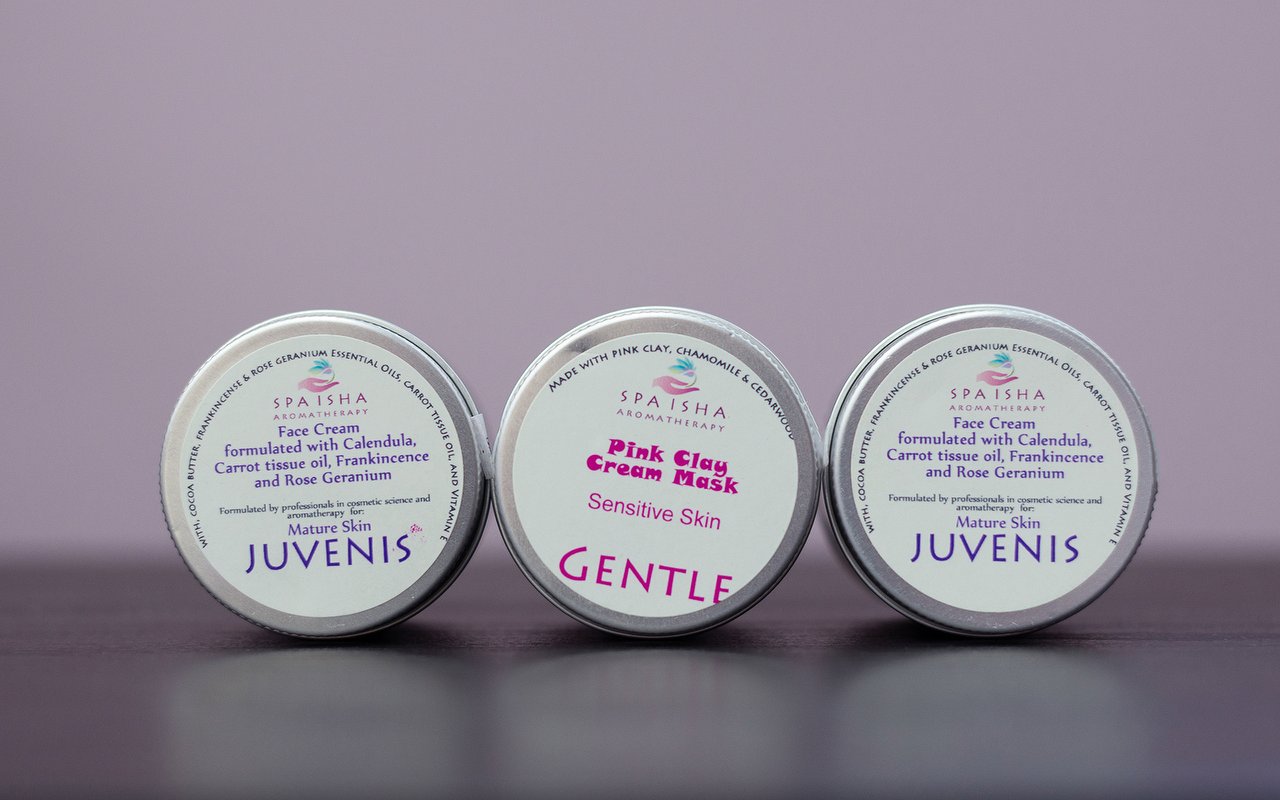 WITH, COCOA BUTTER, FRANKINCENSE & ROSE GERANIUM ESSENTIAL OILS, CARROT TISSUE OIL, AND VITAMIN E
SPA ISHA
AROMATHERAPY
Face Cream
formulated with Calendula,
Carrot tissue oil, Frankincence
and Rose Geranium
Formulated by professionals in cosmetic science and
aromatherapy for:
Mature Skin
JUVENIS
MADE WITH PINK CLAY, CHAMOMILE & CEDARWOOD
SPA ISHA
AROMATHERAPY
Pink Clay
Cream Mask
Sensitive Skin
GENTLE
WITH, COCOA BUTTER, FRANKINCENSE & ROSE GERANIUM ESSENTIAL OILS, CARROT TISSUE OIL, AND VITAMIN E
SPA ISHA
AROMATHERAPY
Face Cream
formulated with Calendula,
Carrot tissue oil, Frankincence
and Rose Geranium
Formulated by professionals in cosmetic science and
aromatherapy for:
Mature Skin
JUVENIS